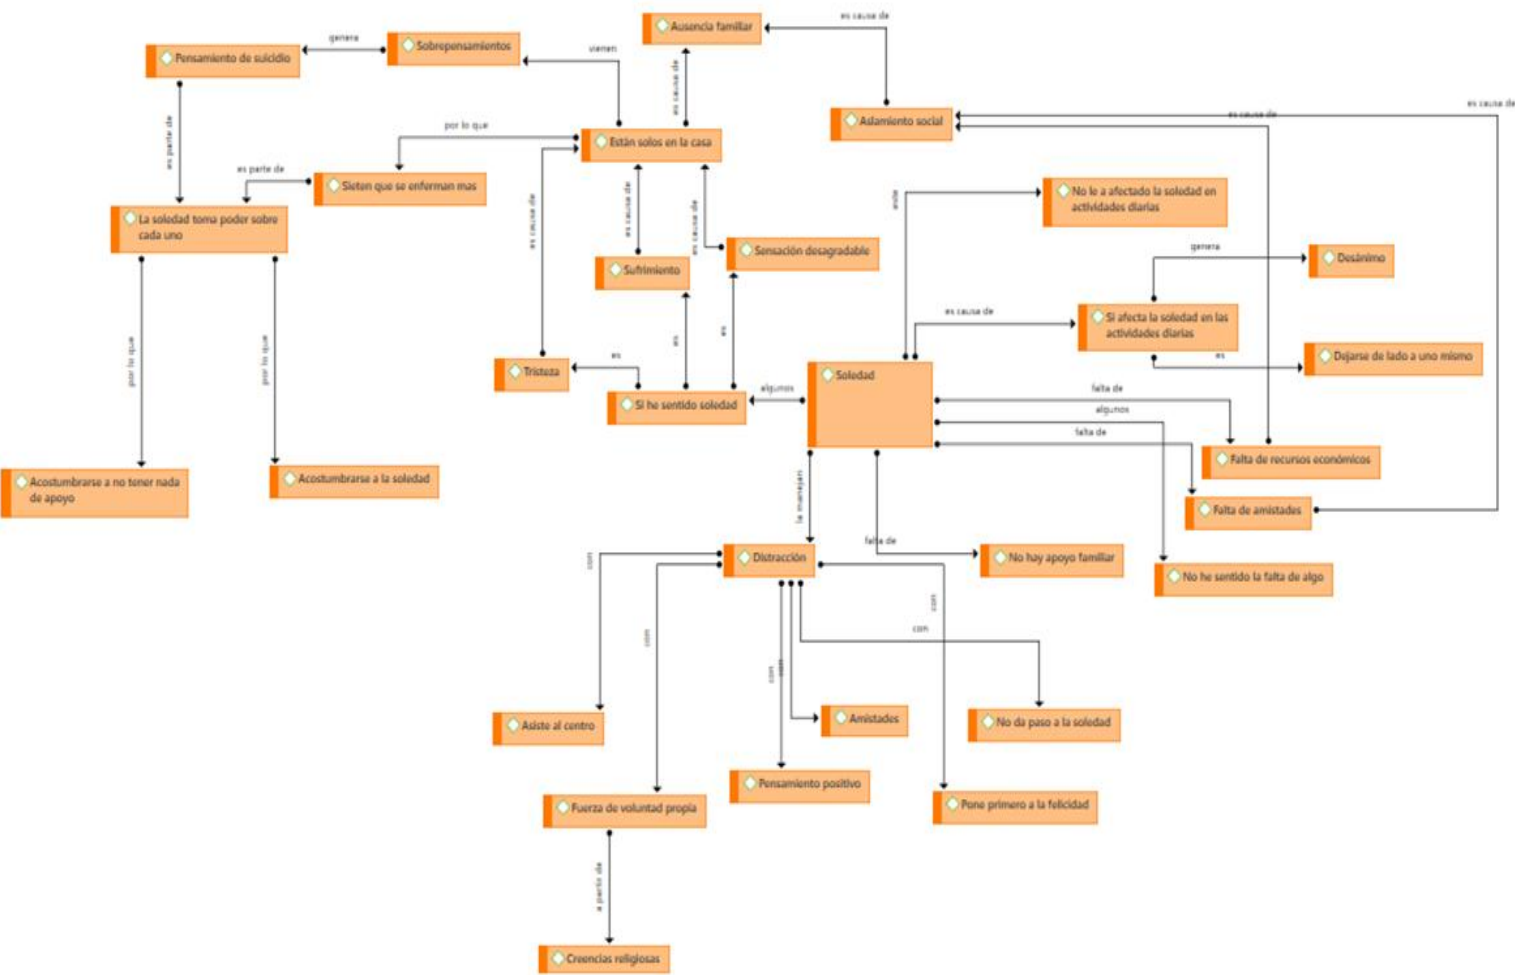 es causa de
Ausencia familiar
genera
Sobrepensamientos
vienen
Pensamiento de suicidio
es causa de
es causa de
es causa de
Aislamiento social
por lo que
Están solos en la casa
es parte de
es parte de
Sieten que se enferman mas
No le a afectado la soledad en
actividades diarias
La soledad toma poder sobre
cada uno
es causa de
es causa de
es causa de
Sensación desagradable
genera
Desánimo
Sufrimiento
es causa de
Si afecta la soledad en las
actividades diarias
por lo que
por lo que
es
es
es
es
Dejarse de lado a uno mismo
Tristeza
Soledad
algunos
falta de
Si he sentido soledad
algunos
falta de
Falta de recursos económicos
Acostumbrarse a no tener nada
de apoyo
Acostumbrarse a la soledad
la manejan
Falta de amistades
falta de
Distracción
No hay apoyo familiar
con
No he sentido la falta de algo
con
con
con
con
con
Asiste al centro
Amistades
No da paso a la soledad
Pensamiento positivo
Fuerza de voluntad propia
Pone primero a la felicidad
a partir de
Creencias religiosas